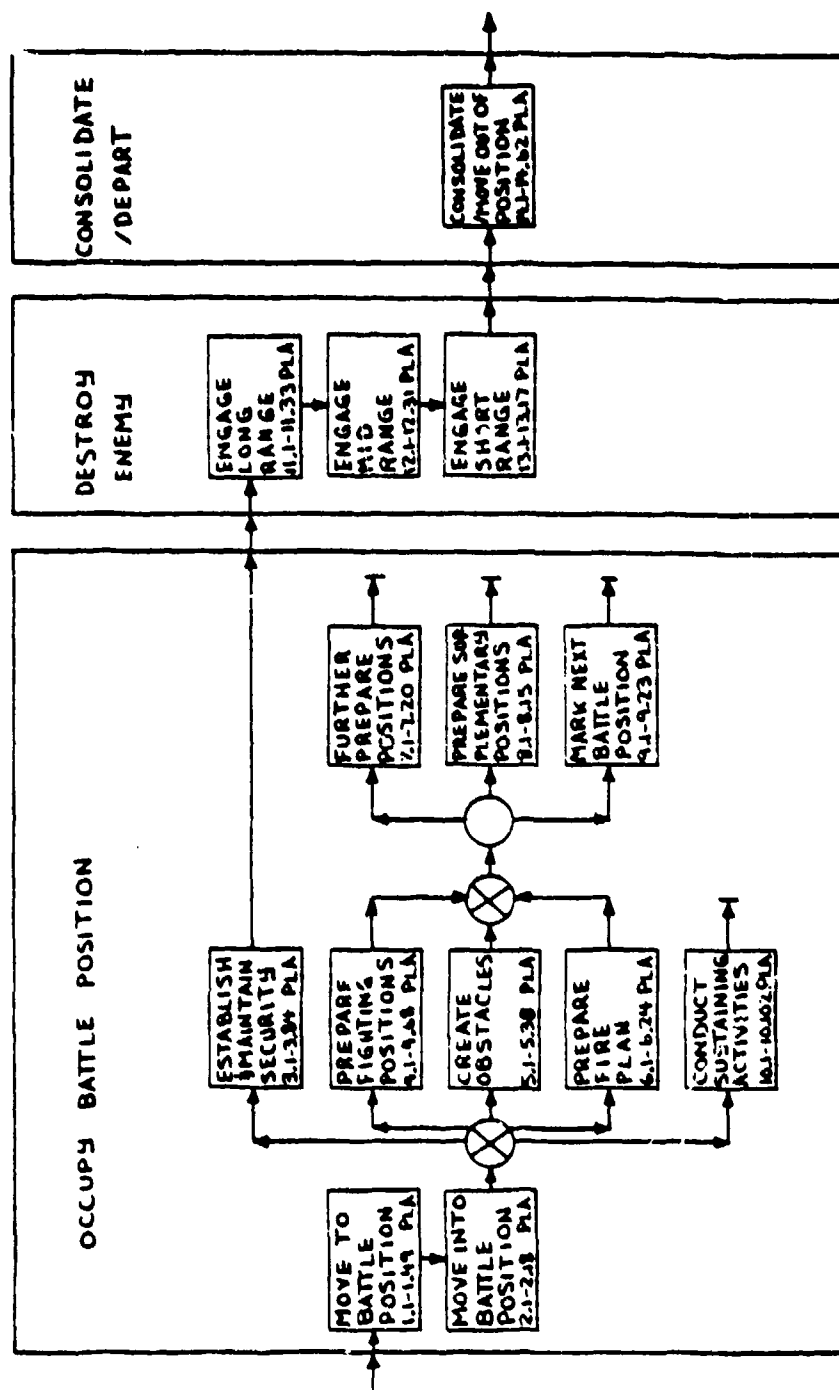 OCCUPY BATTLE POSITION
MOVE TO
BATTLE
POSITION
1.1-1.49 PLA
MOVE INTO
BATTLE
POSITION
2.1-2.18 PLA
ESTABLISH
MAINTAIN
SECURITY
3.1-3.84 PLA
PREPARE
FIGHTING
POSITIONS
PLA
CREATE
OBSTACLES
5.1-5.38 PLA
PREPARE
FIRE
PLAN
6.1-6.24 PLA
CONDUCT
SUSTAINING
ACTIVITIES
10.1-10.102 PLA
FURTHER
PREPARE
POSITIONS
7.1-7.20 PLA
PREPARE SUP
PLEMENTARY
POSITIONS
8.1-8.15 PLA
MARK NEXT
BATTLE
POSITION
9.1-9.23 PLA
DESTROY
ENEMY
ENGAGE
LONG
RANGE
11.1-11.33 PLA
ENGAGE
MID
RANGE
12.1-12.31 PLA
ENGAGE
SHORT
RANGE
13.1-13.17 PLA
CONSOLIDATE
/DEPART
CONSOLIDATE
/MOVE OUT OF
POSITION
PLA